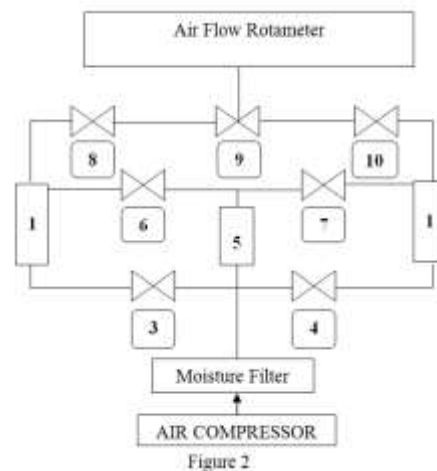 Air Flow Rotameter
8 9 10
6 7
1 5 1
3 4
Moisture Filter
AIR COMPRESSOR
Figure 2